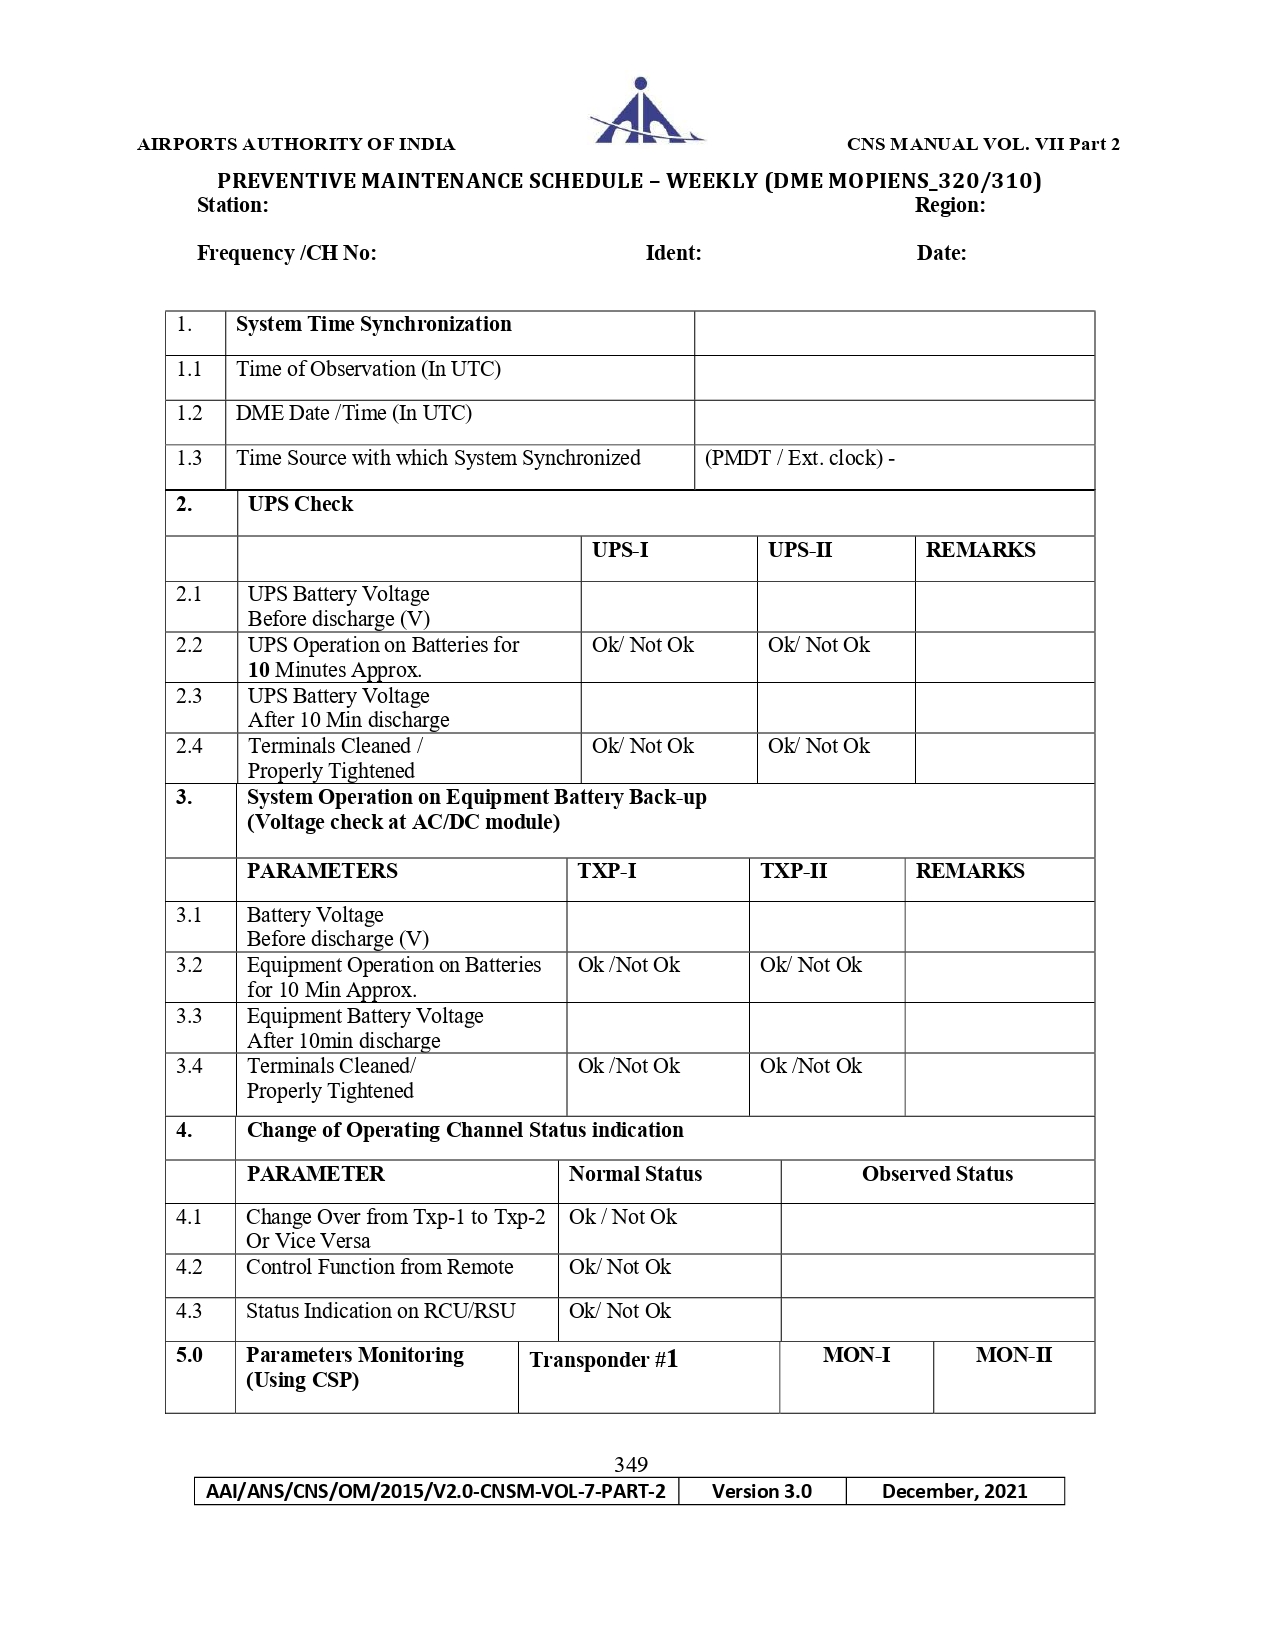 AIRPORTS AUTHORITY OF INDIA CNS MANUAL VOL. VII Part 2
PREVENTIVE MAINTENANCE SCHEDULE – WEEKLY (DME MOPIENS_320/310)
Station: Region:
Frequency /CH No: Ident: Date:
1. System Time Synchronization
1.1 Time of Observation (In UTC)
1.2 DME Date /Time (In UTC)
1.3 Time Source with which System Synchronized (PMDT / Ext. clock) -
2. UPS Check
UPS-I UPS-II REMARKS
2.1 UPS Battery Voltage
Before discharge (V)
2.2 UPS Operation on Batteries for Ok/ Not Ok Ok/ Not Ok
10 Minutes Approx.
2.3 UPS Battery Voltage
After 10 Min discharge
2.4 Terminals Cleaned / Ok/ Not Ok Ok/ Not Ok
Properly Tightened
3. System Operation on Equipment Battery Back-up
(Voltage check at AC/DC module)
PARAMETERS TXP-I TXP-II REMARKS
3.1 Battery Voltage
Before discharge (V)
3.2 Equipment Operation on Batteries Ok /Not Ok Ok/ Not Ok
for 10 Min Approx.
3.3 Equipment Battery Voltage
After 10min discharge
3.4 Terminals Cleaned/ Ok /Not Ok Ok /Not Ok
Properly Tightened
4. Change of Operating Channel Status indication
PARAMETER Normal Status Observed Status
4.1 Change Over from Txp-1 to Txp-2 Ok / Not Ok
Or Vice Versa
4.2 Control Function from Remote Ok/ Not Ok
4.3 Status Indication on RCU/RSU Ok/ Not Ok
5.0 Parameters Monitoring Transponder #1 MON-I MON-II
(Using CSP)
349
AAI/ANS/CNS/OM/2015/V2.0-CNSM-VOL-7-PART-2 Version 3.0 December, 2021